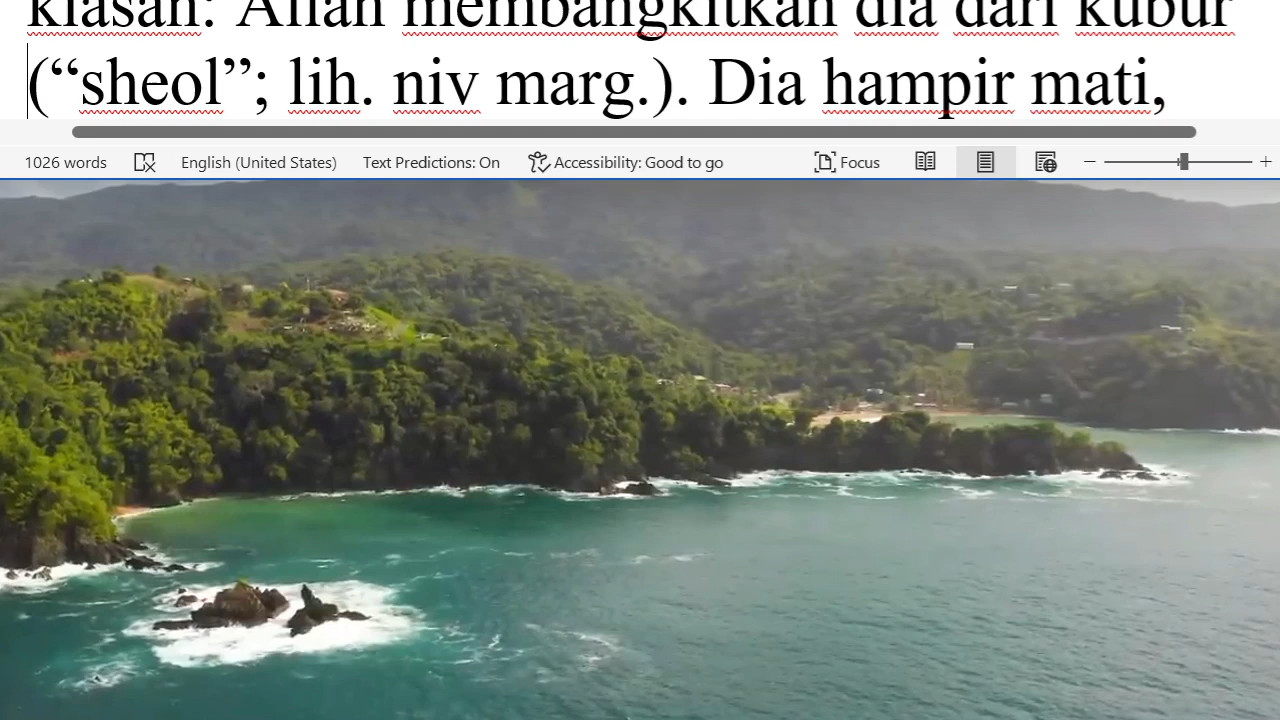 kiasan: Allah membangkitkan dia dari kubur
(“sheol”; lih. niv marg.). Dia hampir mati,
1026 words English (United States) Text Predictions: On Accessibility: Good to go Focus